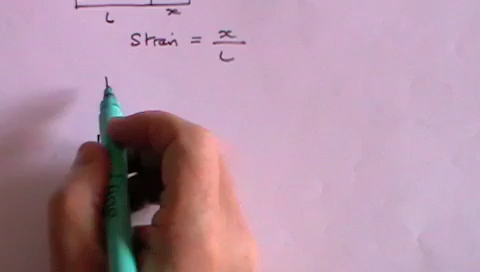 L x
Strain = x
L